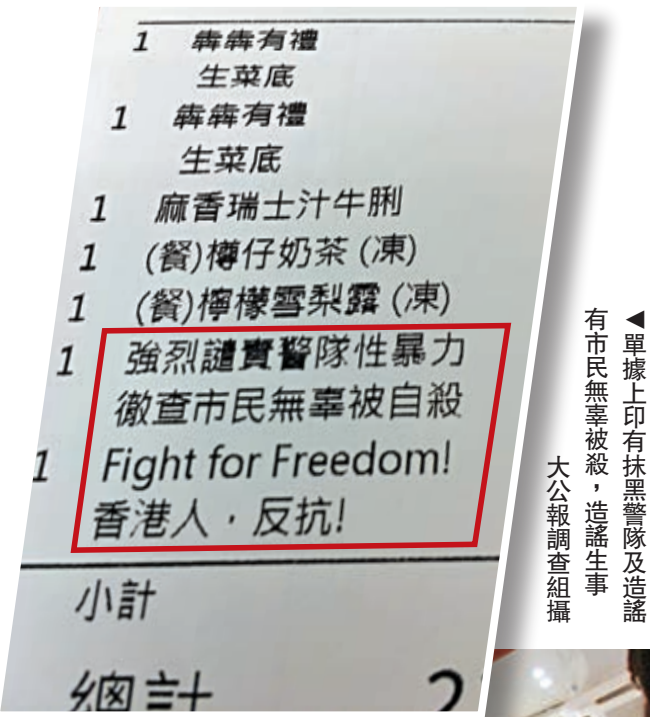 1 犇犇有禮
生菜底
1 犇犇有禮
生菜底
1 麻香瑞士汁牛脷
1 (餐)樽仔奶茶 (凍)
1 (餐)檸檬雪梨露 (凍)
1 強烈譴責警隊性暴力
徹查市民無辜被自殺
1 Fight for Freedom!
香港人，反抗!
小計
總計 2
◀單據上印有抹黑警隊及造謠
有市民無辜被殺，造謠生事
大公報調查組攝